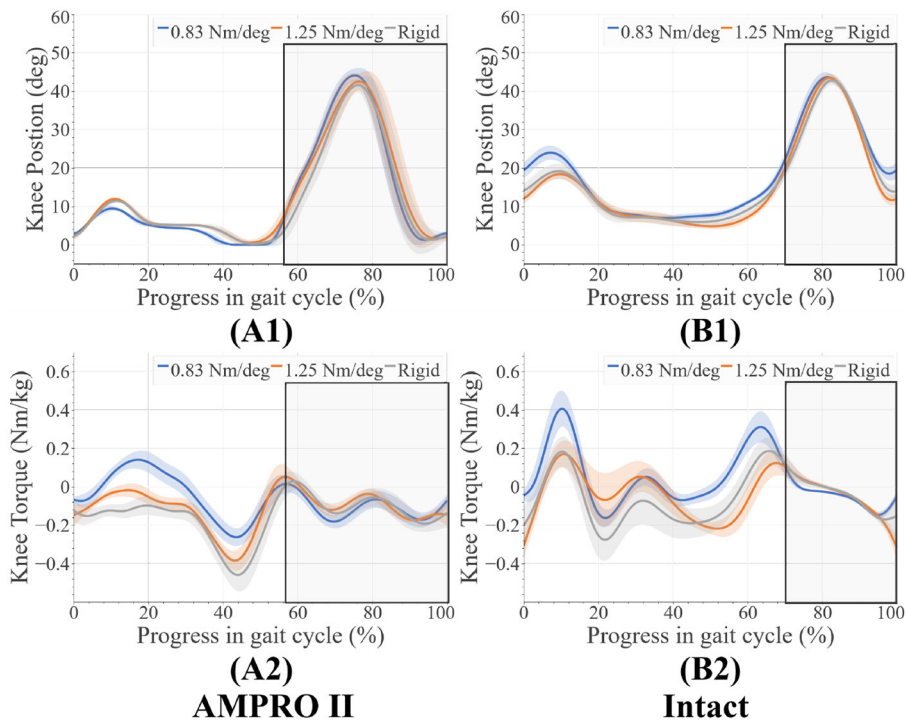 0.83 Nm/deg 1.25 Nm/deg Rigid
Knee Postion (deg)
60
50
40
30
20
10
0
0 20 40 60 80 100
Progress in gait cycle (%)
(A1)
0.83 Nm/deg 1.25 Nm/deg Rigid
Knee Postion (deg)
60
50
40
30
20
10
0
0 20 40 60 80 100
Progress in gait cycle (%)
(B1)
0.83 Nm/deg 1.25 Nm/deg Rigid
Knee Torque (Nm/kg)
0.6
0.4
0.2
0
−0.2
−0.4
0 20 40 60 80 100
Progress in gait cycle (%)
(A2)
AMPRO II
0.83 Nm/deg 1.25 Nm/deg Rigid
Knee Torque (Nm/kg)
0.6
0.4
0.2
0
−0.2
−0.4
0 20 40 60 80 100
Progress in gait cycle (%)
(B2)
Intact